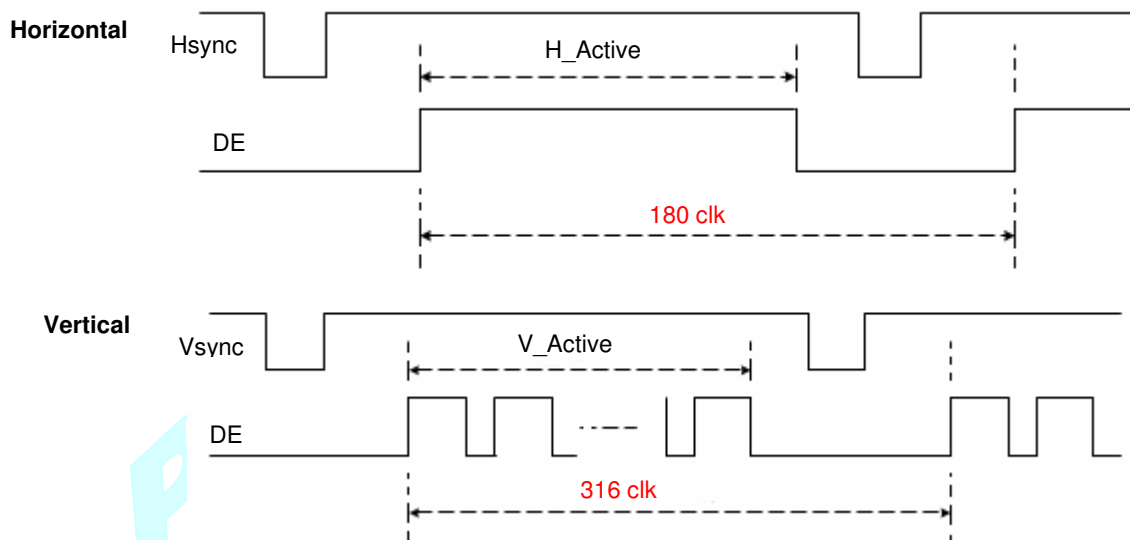 Horizontal
Hsync
H_Active
DE
180 clk
Vertical
Vsync
V_Active
DE
316 clk
P